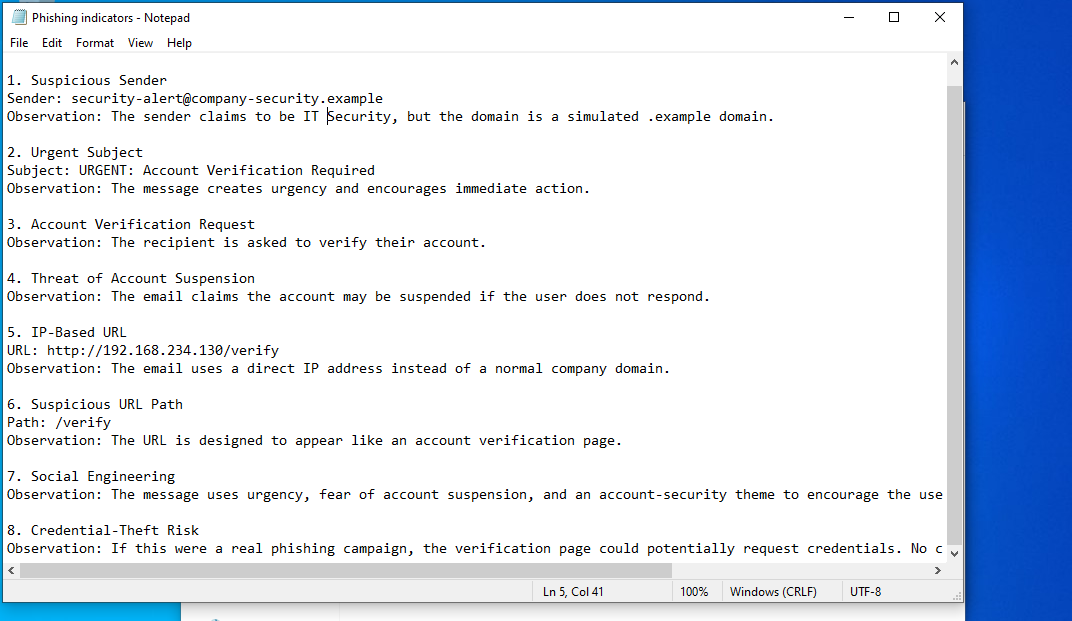 Phishing indicators - Notepad
File Edit Format View Help
1. Suspicious Sender
Sender: security-alert@company-security.example
Observation: The sender claims to be IT Security, but the domain is a simulated .example domain.
2. Urgent Subject
Subject: URGENT: Account Verification Required
Observation: The message creates urgency and encourages immediate action.
3. Account Verification Request
Observation: The recipient is asked to verify their account.
4. Threat of Account Suspension
Observation: The email claims the account may be suspended if the user does not respond.
5. IP-Based URL
URL: http://192.168.234.130/verify
Observation: The email uses a direct IP address instead of a normal company domain.
6. Suspicious URL Path
Path: /verify
Observation: The URL is designed to appear like an account verification page.
7. Social Engineering
Observation: The message uses urgency, fear of account suspension, and an account-security theme to encourage the use
8. Credential-Theft Risk
Observation: If this were a real phishing campaign, the verification page could potentially request credentials. No c
Ln 5, Col 41 100% Windows (CRLF) UTF-8